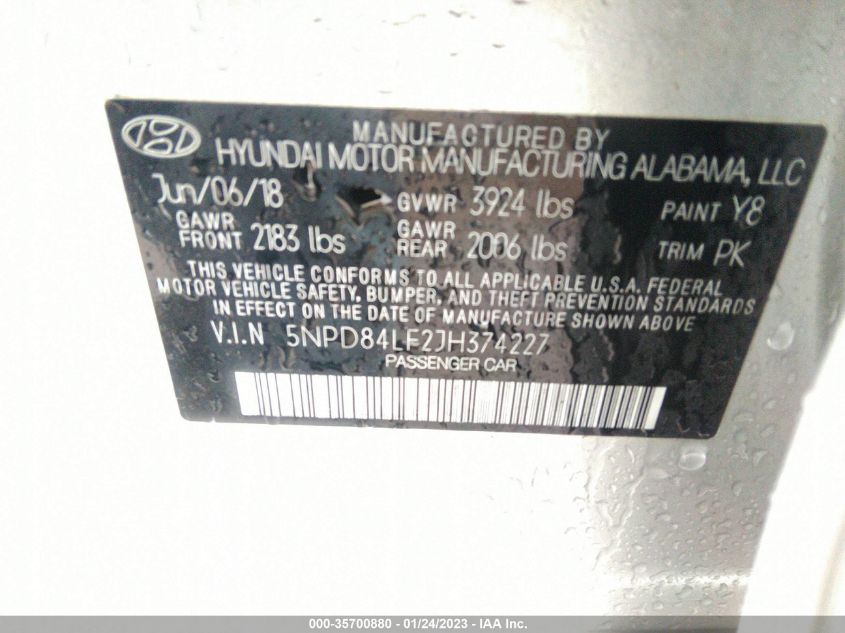 MANUFACTURED BY
HYUNDAI MOTOR MANUFACTURING ALABAMA, LLC
Jun/06/18 GVWR 3924 lbs PAINT Y8
GAWR FRONT 2183 lbs GAWR REAR 2006 lbs TRIM PK
THIS VEHICLE CONFORMS TO ALL APPLICABLE U.S.A. FEDERAL
MOTOR VEHICLE SAFETY, BUMPER, AND THEFT PREVENTION STANDARDS
IN EFFECT ON THE DATE OF MANUFACTURE SHOWN ABOVE.
V.I.N 5NPD84LF2JH374227
PASSENGER CAR
000-35700880 - 01/24/2023 - IAA Inc.